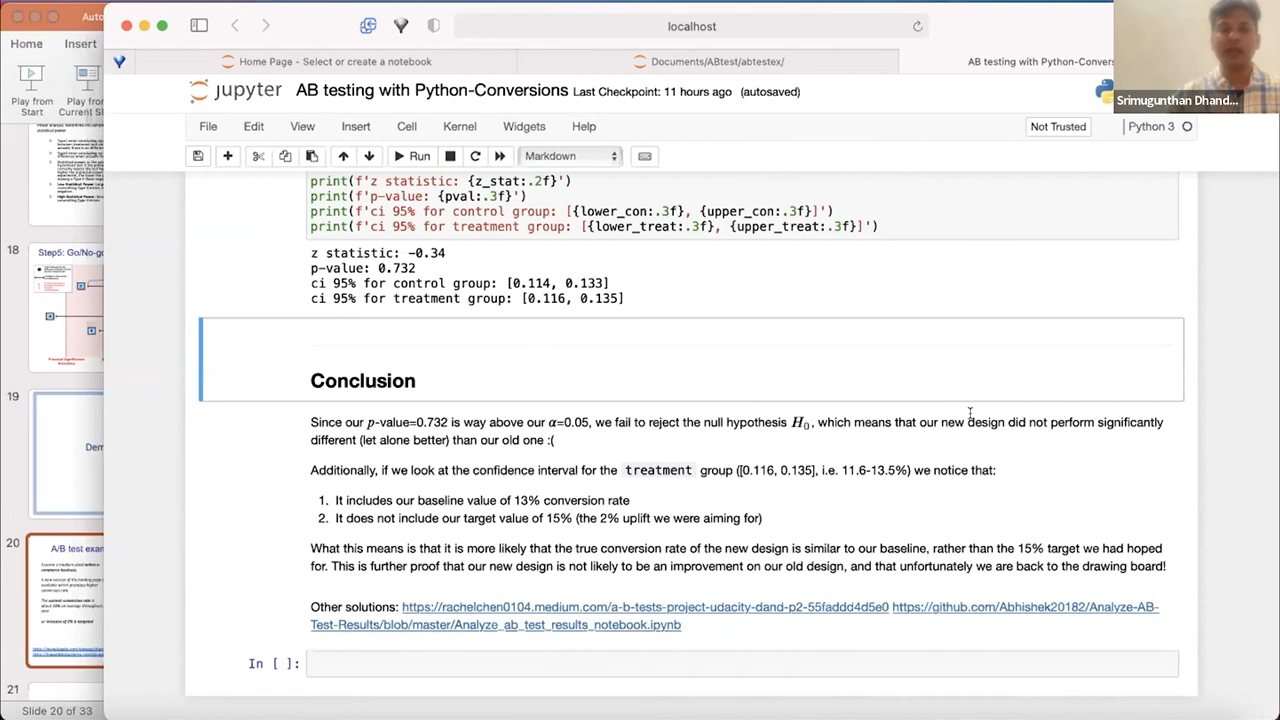 Auto
Home Insert
Play from Start
Play from Current Sl
18
Step5: Go/No-go
19
Dem
20
A/B test exa
21
Slide 20 of 33
localhost
Home Page - Select or create a notebook
Documents/ABtest/abtestex/
AB testing with Python-Convers
Srimugunthan Dhand...
jupyter AB testing with Python-Conversions Last Checkpoint: 11 hours ago (autosaved)
File Edit View Insert Cell Kernel Widgets Help Not Trusted Python 3
Run Markdown
print(f'z statistic: {z_stat:.2f}')
print(f'p-value: {pval:.3f}')
print(f'ci 95% for control group: [{lower_con:.3f}, {upper_con:.3f}]')
print(f'ci 95% for treatment group: [{lower_treat:.3f}, {upper_treat:.3f}]')
z statistic: -0.34
p-value: 0.732
ci 95% for control group: [0.114, 0.133]
ci 95% for treatment group: [0.116, 0.135]
Conclusion
Since our p-value=0.732 is way above our α=0.05, we fail to reject the null hypothesis H0, which means that our new design did not perform significantly
different (let alone better) than our old one :(
Additionally, if we look at the confidence interval for the treatment group ([0.116, 0.135], i.e. 11.6-13.5%) we notice that:
1. It includes our baseline value of 13% conversion rate
2. It does not include our target value of 15% (the 2% uplift we were aiming for)
What this means is that it is more likely that the true conversion rate of the new design is similar to our baseline, rather than the 15% target we had hoped
for. This is further proof that our new design is not likely to be an improvement on our old design, and that unfortunately we are back to the drawing board!
Other solutions: https://rachelerin0104.medium.com/a-b-tests-project-udacity-dand-p2-55faddd4d5e0 https://github.com/Abhishek20182/Analyze-AB-
Test-Results/blob/master/Analyze_ab_test_results_notebook.ipynb
In [ ]: